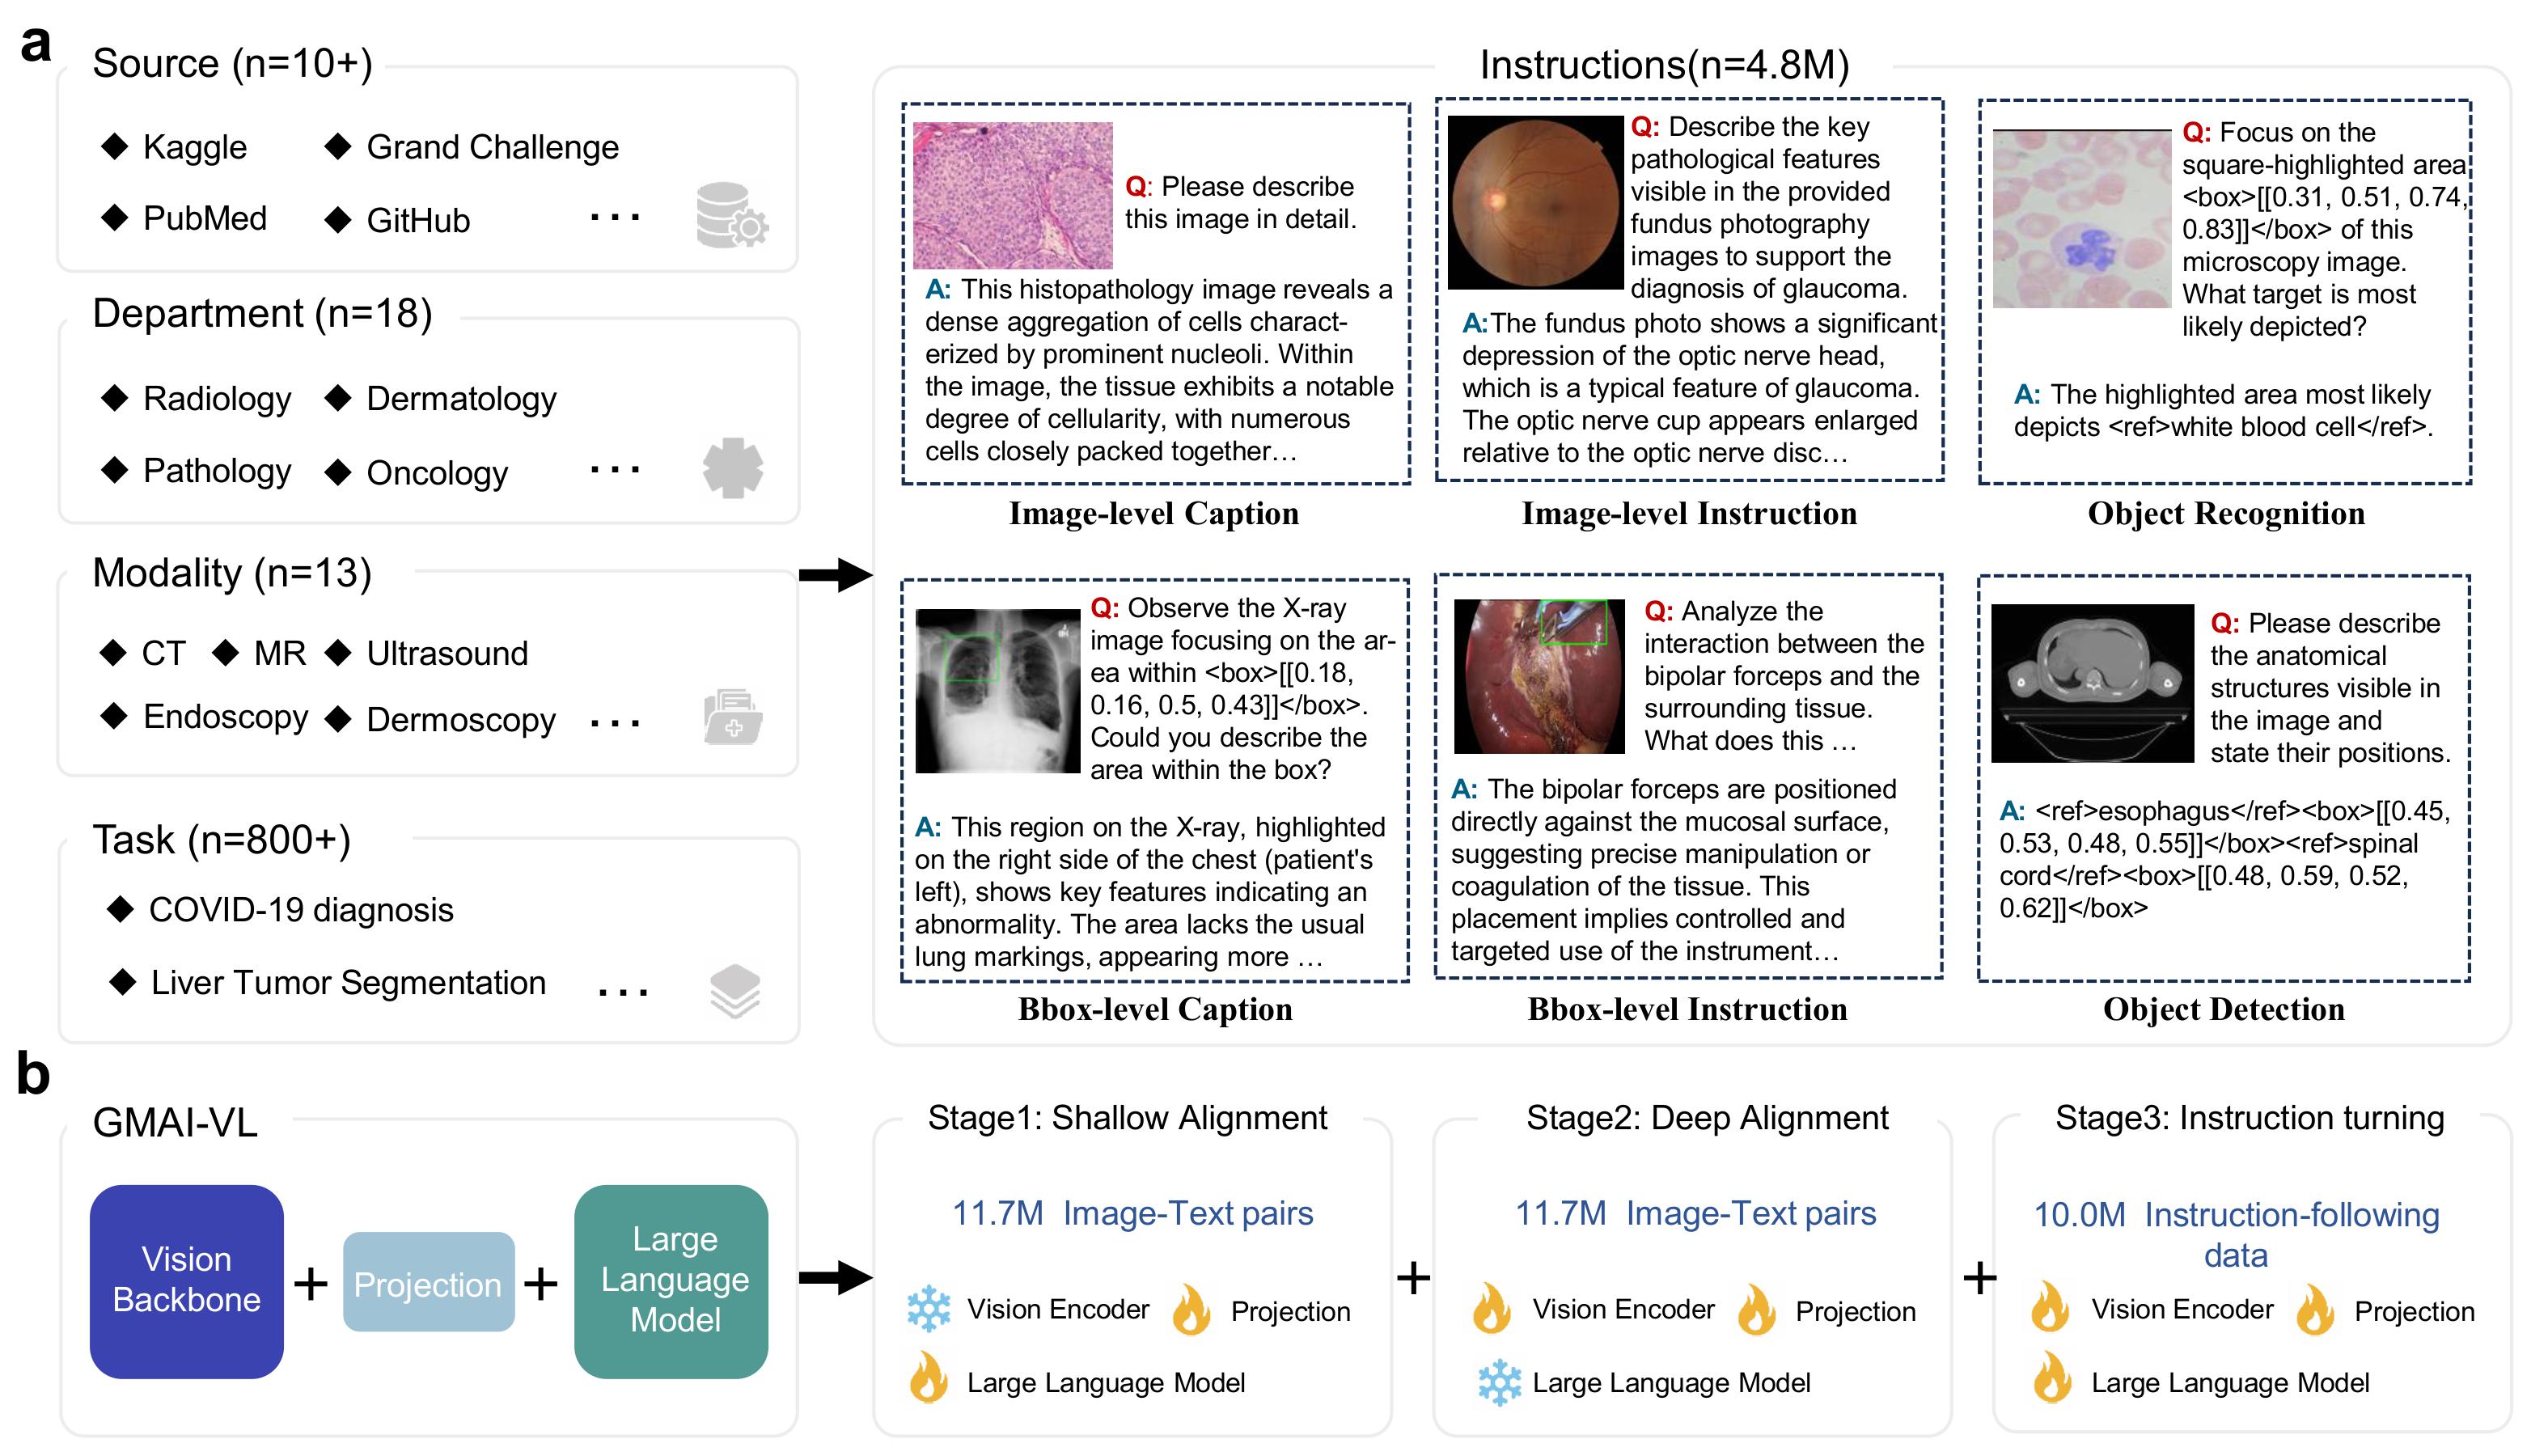 a
Source (n=10+)
Kaggle
Grand Challenge
PubMed
GitHub
...
Department (n=18)
Radiology
Dermatology
Pathology
Oncology
...
Modality (n=13)
CT
MR
Ultrasound
Endoscopy
Dermoscopy
...
Task (n=800+)
COVID-19 diagnosis
Liver Tumor Segmentation
...
Instructions(n=4.8M)
Q: Please describe
this image in detail.
A: This histopathology image reveals a
dense aggregation of cells charact-
erized by prominent nucleoli. Within
the image, the tissue exhibits a notable
degree of cellularity, with numerous
cells closely packed together…
Image-level Caption
Q: Describe the key
pathological features
visible in the provided
fundus photography
images to support the
diagnosis of glaucoma.
A:The fundus photo shows a significant
depression of the optic nerve head,
which is a typical feature of glaucoma.
The optic nerve cup appears enlarged
relative to the optic nerve disc…
Image-level Instruction
Q: Focus on the
square-highlighted area
<box>[[0.31, 0.51, 0.74,
0.83]]</box> of this
microscopy image.
What target is most
likely depicted?
A: The highlighted area most likely
depicts <ref>white blood cell</ref>.
Object Recognition
Q: Observe the X-ray
image focusing on the ar-
ea within <box>[[0.18,
0.16, 0.5, 0.43]]</box>.
Could you describe the
area within the box?
A: This region on the X-ray, highlighted
on the right side of the chest (patient's
left), shows key features indicating an
abnormality. The area lacks the usual
lung markings, appearing more …
Bbox-level Caption
Q: Analyze the
interaction between the
bipolar forceps and the
surrounding tissue.
What does this …
A: The bipolar forceps are positioned
directly against the mucosal surface,
suggesting precise manipulation or
coagulation of the tissue. This
placement implies controlled and
targeted use of the instrument…
Bbox-level Instruction
Q: Please describe
the anatomical
structures visible in
the image and
state their positions.
A: <ref>esophagus</ref><box>[[0.45,
0.53, 0.48, 0.55]]</box><ref>spinal
cord</ref><box>[[0.48, 0.59, 0.52,
0.62]]</box>
Object Detection
b
GMAI-VL
Vision
Backbone
+
Projection
+
Large
Language
Model
Stage1: Shallow Alignment
11.7M Image-Text pairs
Vision Encoder
Projection
Large Language Model
+
Stage2: Deep Alignment
11.7M Image-Text pairs
Vision Encoder
Projection
Large Language Model
+
Stage3: Instruction turning
10.0M Instruction-following
data
Vision Encoder
Projection
Large Language Model